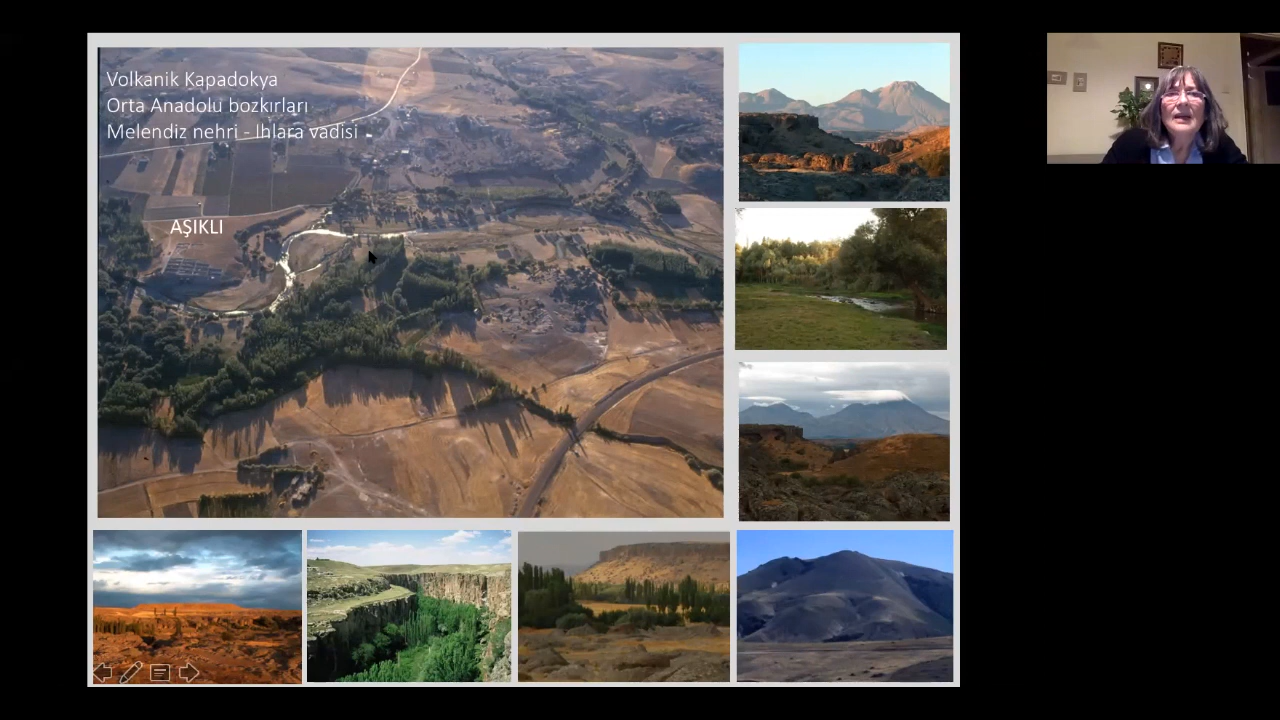 Volkanik Kapadokya
Orta Anadolu bozkırları
Melendiz nehri - Ihlara vadisi
AŞIKLI